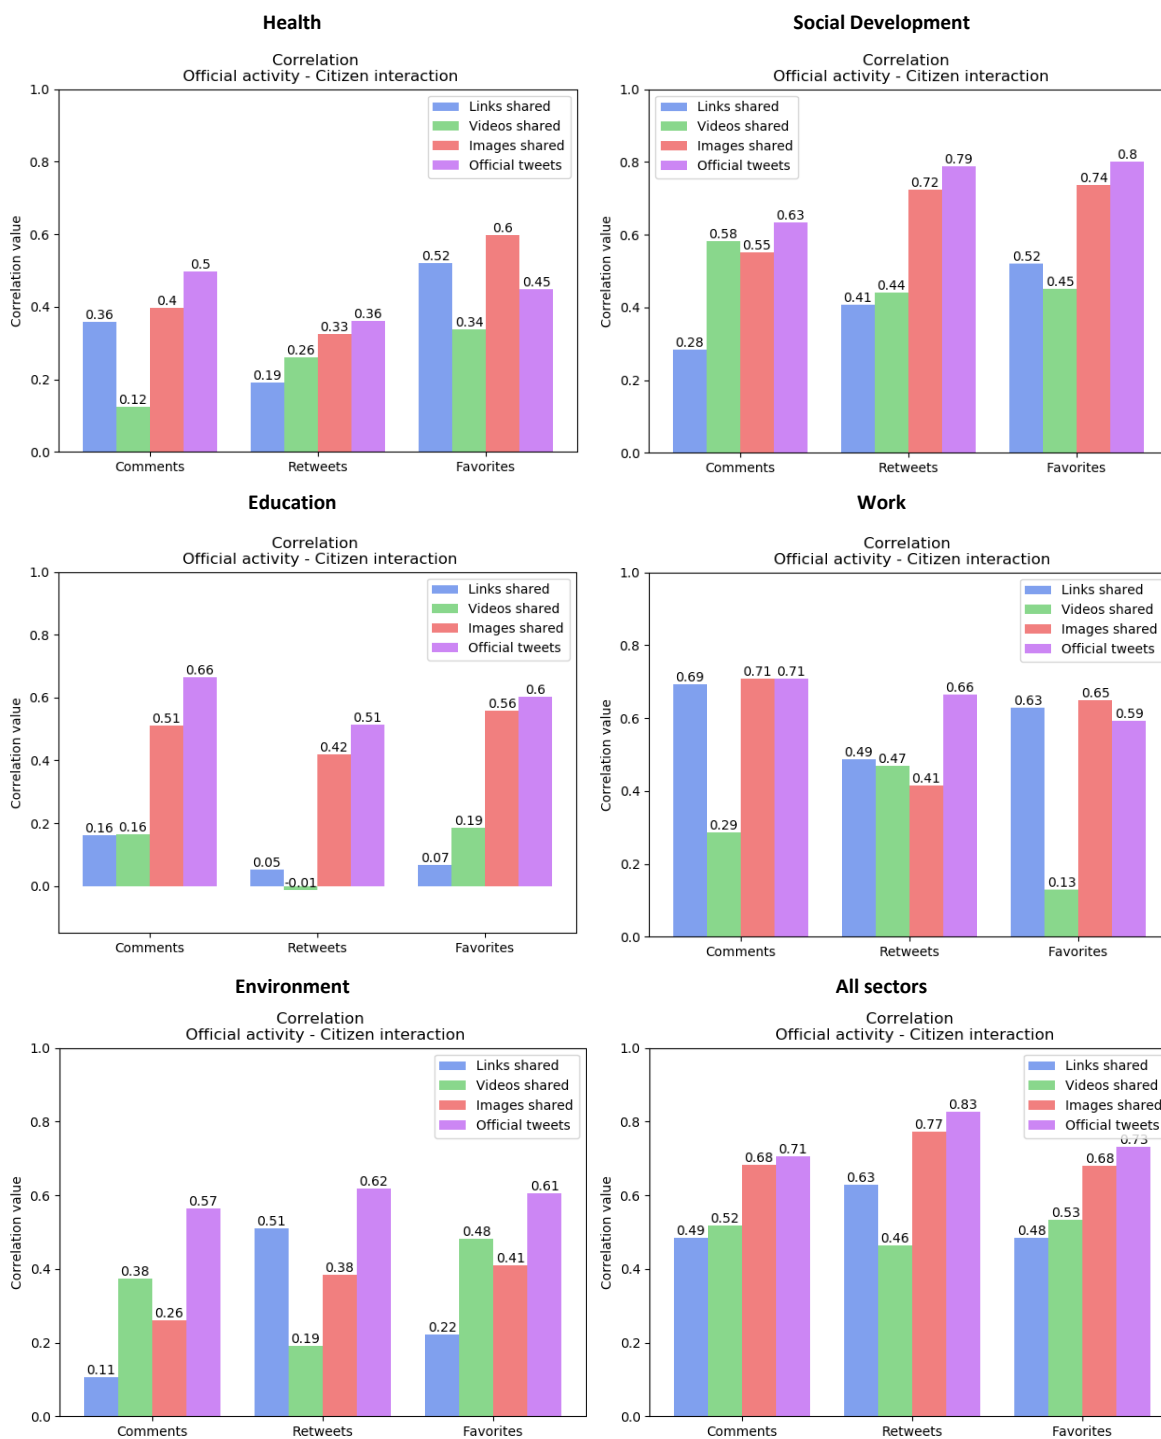 Health
Correlation
Official activity - Citizen interaction
Links shared
Videos shared
Images shared
Official tweets
Correlation value
1.0
0.8
0.6
0.4
0.2
0.0
0.36
0.12
0.4
0.5
0.19
0.26
0.33
0.36
0.52
0.34
0.6
0.45
Comments
Retweets
Favorites
Social Development
Correlation
Official activity - Citizen interaction
Links shared
Videos shared
Images shared
Official tweets
Correlation value
1.0
0.8
0.6
0.4
0.2
0.0
0.28
0.58
0.55
0.63
0.41
0.44
0.72
0.79
0.52
0.45
0.74
0.8
Comments
Retweets
Favorites
Education
Correlation
Official activity - Citizen interaction
Links shared
Videos shared
Images shared
Official tweets
Correlation value
1.0
0.8
0.6
0.4
0.2
0.0
0.16
0.16
0.51
0.66
0.05
-0.01
0.42
0.51
0.07
0.19
0.56
0.6
Comments
Retweets
Favorites
Work
Correlation
Official activity - Citizen interaction
Links shared
Videos shared
Images shared
Official tweets
Correlation value
1.0
0.8
0.6
0.4
0.2
0.0
0.69
0.29
0.71
0.71
0.49
0.47
0.41
0.66
0.63
0.13
0.65
0.59
Comments
Retweets
Favorites
Environment
Correlation
Official activity - Citizen interaction
Links shared
Videos shared
Images shared
Official tweets
Correlation value
1.0
0.8
0.6
0.4
0.2
0.0
0.11
0.38
0.26
0.57
0.51
0.19
0.38
0.62
0.22
0.48
0.41
0.61
Comments
Retweets
Favorites
All sectors
Correlation
Official activity - Citizen interaction
Links shared
Videos shared
Images shared
Official tweets
Correlation value
1.0
0.8
0.6
0.4
0.2
0.0
0.49
0.52
0.68
0.71
0.63
0.46
0.77
0.83
0.48
0.53
0.68
0.73
Comments
Retweets
Favorites